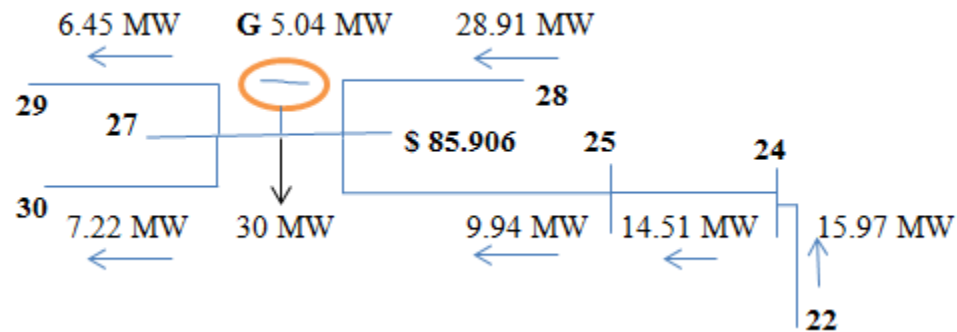 6.45 MW G 5.04 MW 28.91 MW
29 28
27 S 85.906 25 24
30
7.22 MW 30 MW 9.94 MW 14.51 MW 15.97 MW
22